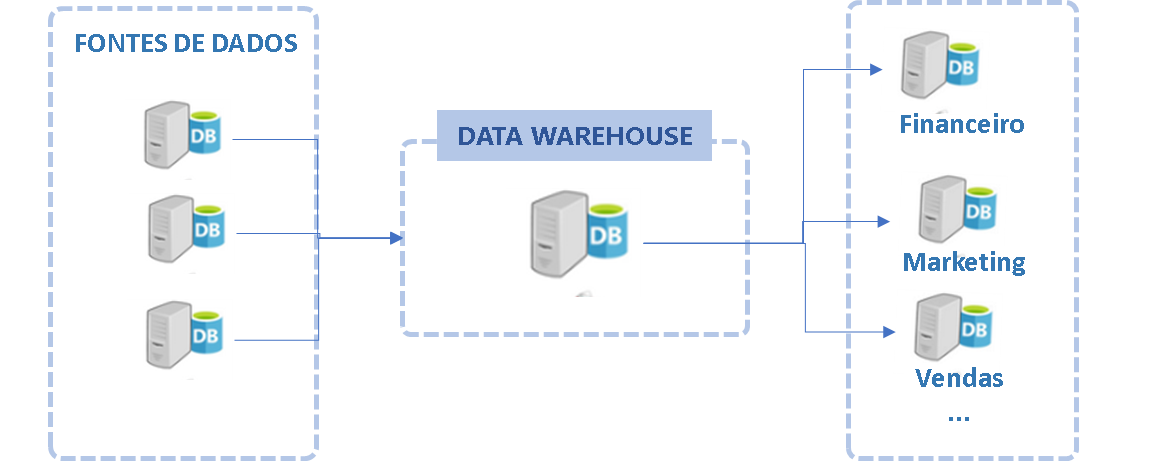 FONTES DE DADOS
DB
DB
DB
DATA WAREHOUSE
DB
DB
Financeiro
DB
Marketing
DB
Vendas
...